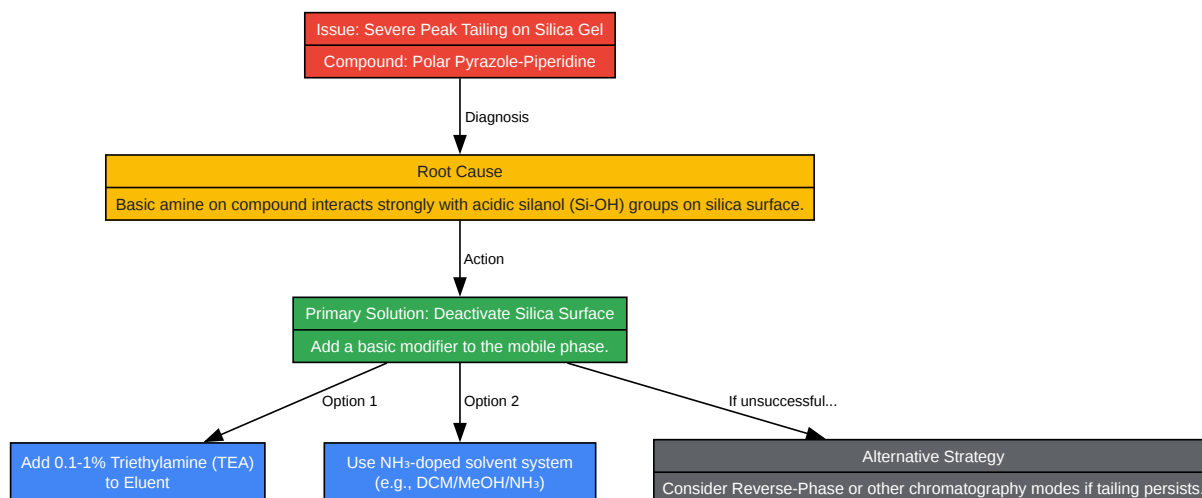 Issue: Severe Peak Tailing on Silica Gel
Compound: Polar Pyrazole-Piperidine
Diagnosis
Root Cause
Basic amine on compound interacts strongly with acidic silanol (Si-OH) groups on silica surface.
Action
Primary Solution: Deactivate Silica Surface
Add a basic modifier to the mobile phase.
Option 1
Option 2
If unsuccessful...
Add 0.1-1% Triethylamine (TEA)
to Eluent
Use NH₃-doped solvent system
(e.g., DCM/MeOH/NH₃)
Alternative Strategy
Consider Reverse-Phase or other chromatography modes if tailing persists